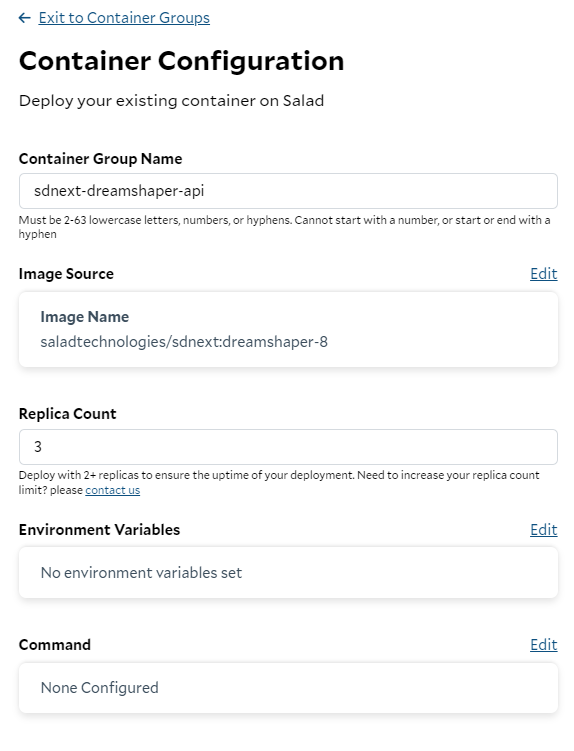 ← Exit to Container Groups
Container Configuration
Deploy your existing container on Salad
Container Group Name
sdnext-dreamshaper-api
Must be 2-63 lowercase letters, numbers, or hyphens. Cannot start with a number, or start or end with a
hyphen
Image Source Edit
Image Name
saladtechnologies/sdnext:dreamshaper-8
Replica Count
3
Deploy with 2+ replicas to ensure the uptime of your deployment. Need to increase your replica count
limit? please contact us
Environment Variables Edit
No environment variables set
Command Edit
None Configured